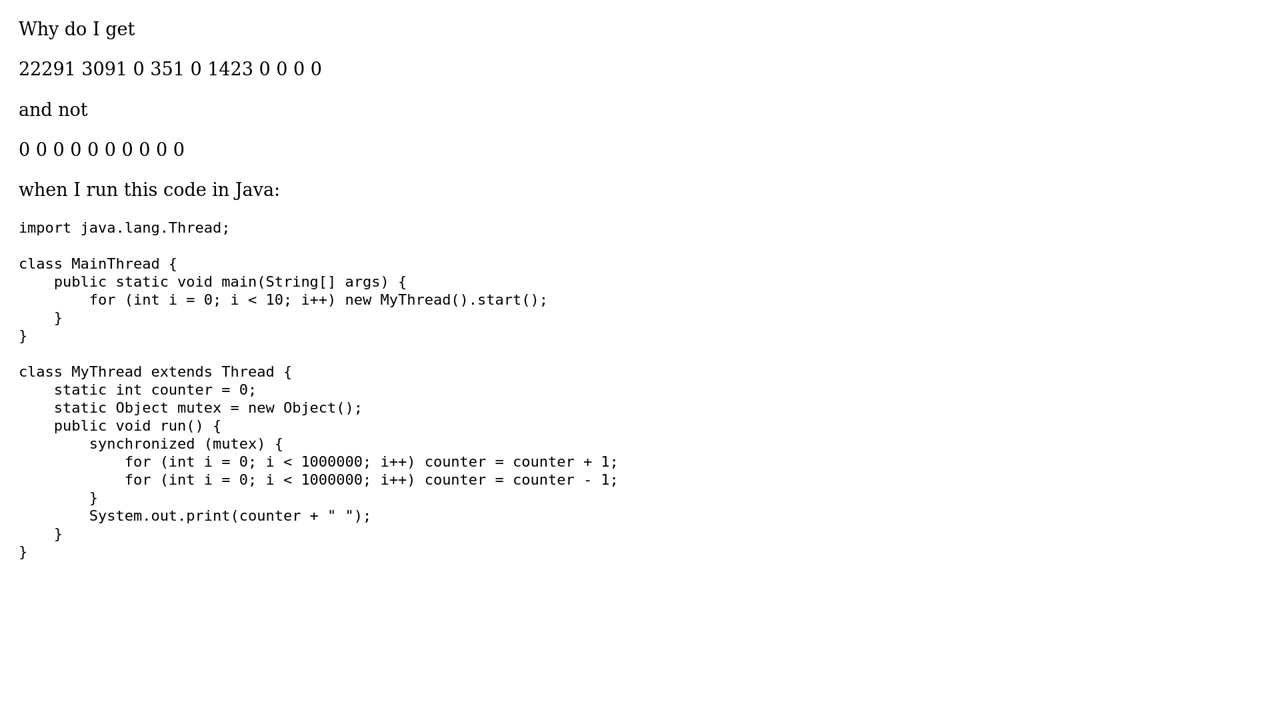 Why do I get
22291 3091 0 351 0 1423 0 0 0 0
and not
0 0 0 0 0 0 0 0 0 0
when I run this code in Java:
import java.lang.Thread;
class MainThread {
    public static void main(String[] args) {
        for (int i = 0; i < 10; i++) new MyThread().start();
    }
}
class MyThread extends Thread {
    static int counter = 0;
    static Object mutex = new Object();
    public void run() {
        synchronized (mutex) {
            for (int i = 0; i < 1000000; i++) counter = counter + 1;
            for (int i = 0; i < 1000000; i++) counter = counter - 1;
        }
        System.out.print(counter + " ");
    }
}